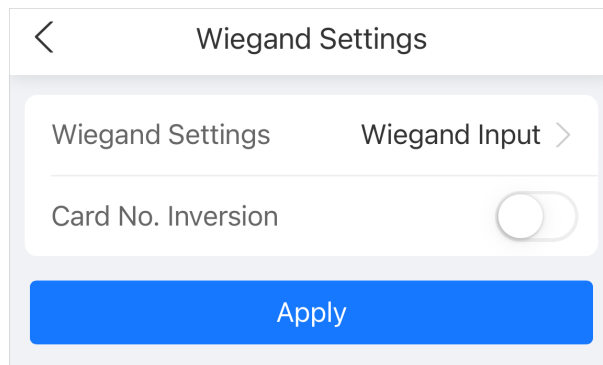 Wiegand Settings
Wiegand Settings Wiegand Input
Card No. Inversion
Apply